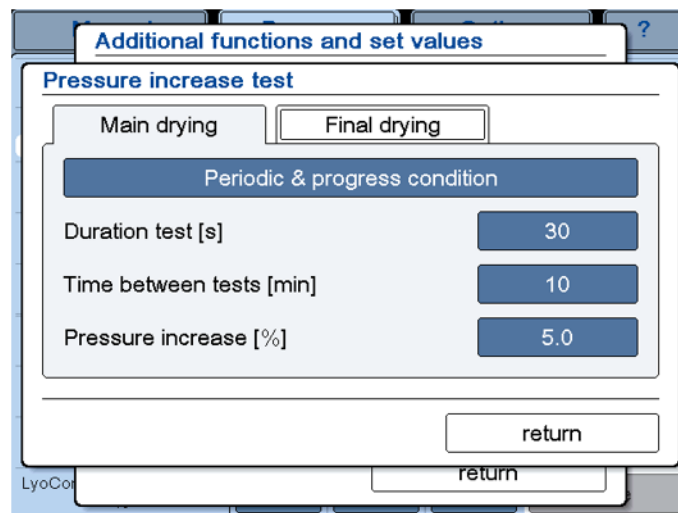 ?
Additional functions and set values
Pressure increase test
Main drying
Final drying
Periodic & progress condition
Duration test [s]
30
Time between tests [min]
10
Pressure increase [%]
5.0
return
return
LyoCo